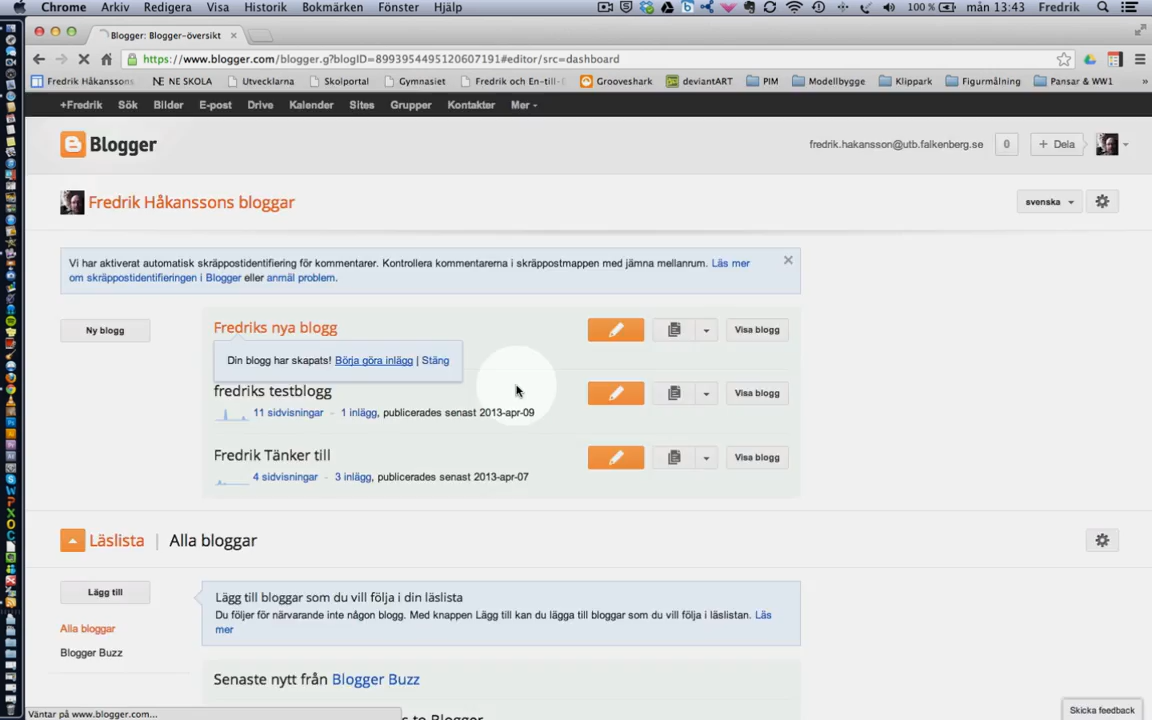 Chrome Arkiv Redigera Visa Historik Bokmärken Fönster Hjälp 100 % mån 13:43 Fredrik
Blogger: Blogger-översikt
https://www.blogger.com/blogger.g?blogID=8993954495120607191#editor/src=dashboard
Fredrik Håkanssons NE SKOLA Utvecklarna Skolportal Gymnasiet Fredrik och En-till- Grooveshark deviantART PIM Modellbygge Klippark Figurmålning Pansar & WW1 »
+Fredrik Sök Bilder E-post Drive Kalender Sites Grupper Kontakter Mer
Blogger
fredrik.hakansson@utb.falkenberg.se 0 + Dela
Fredrik Håkanssons bloggar
svenska
Vi har aktiverat automatisk skräppostidentifiering för kommentarer. Kontrollera kommentarerna i skräppostmappen med jämna mellanrum. Läs mer
om skräppostidentifieringen i Blogger eller anmäl problem.
Ny blogg
Fredriks nya blogg
Visa blogg
Din blogg har skapats! Börja göra inlägg | Stäng
fredriks testblogg
Visa blogg
11 sidvisningar - 1 inlägg, publicerades senast 2013-apr-09
Fredrik Tänker till
Visa blogg
4 sidvisningar - 3 inlägg, publicerades senast 2013-apr-07
Läslista | Alla bloggar
Lägg till
Alla bloggar
Blogger Buzz
Lägg till bloggar som du vill följa i din läslista
Du följer för närvarande inte någon blogg. Med knappen Lägg till kan du lägga till bloggar som du vill följa i läslistan. Läs
mer
Senaste nytt från Blogger Buzz
s to Blogger
Väntar på www.blogger.com...
Skicka feedback